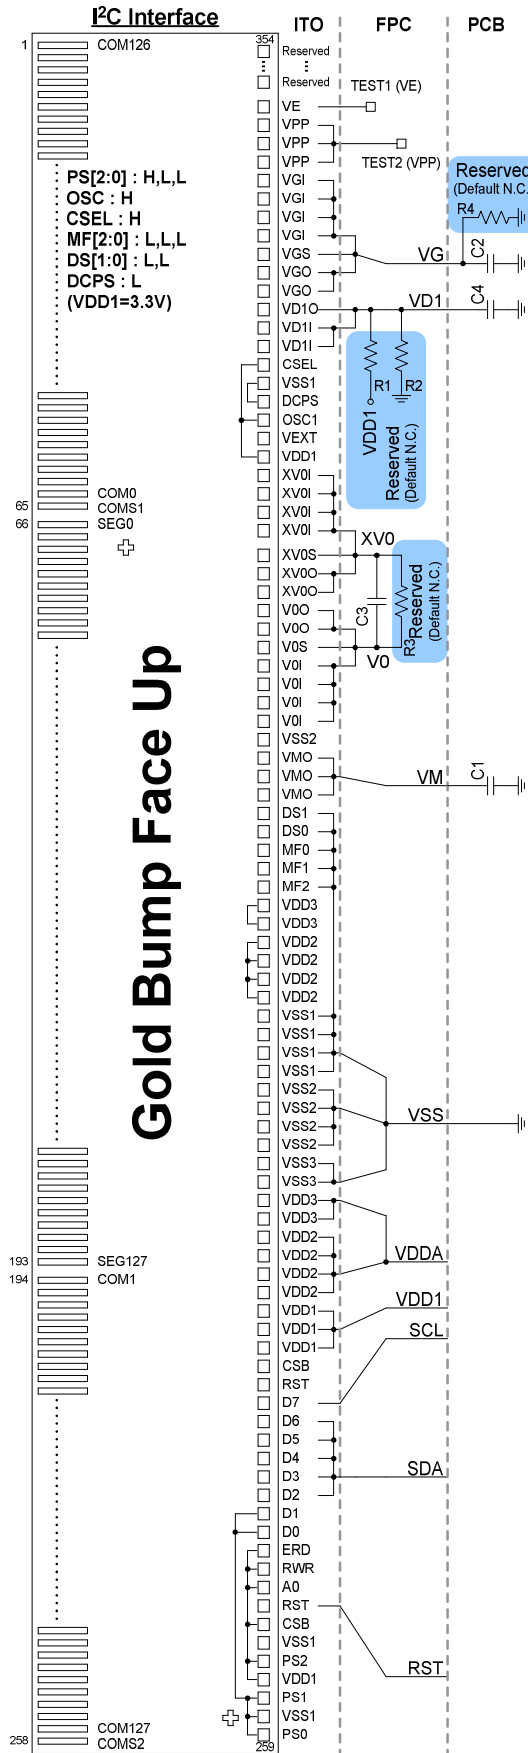 I²C Interface
ITO FPC PCB
1
COM126
354
Reserved
Reserved
TEST1 (VE)
VE
VPP
VPP
TEST2 (VPP)
VPP
PS[2:0] : H,L,L
OSC : H
CSEL : H
MF[2:0] : L,L,L
DS[1:0] : L,L
DCPS : L
(VDD1=3.3V)
Reserved
(Default N.C.)
R4
VGI
VGI
VGI
VGI
VGS
VG
C2
VGO
VGO
VD1O
VD1
C4
VD1I
VD1I
CSEL
VSS1
R1
R2
DCPS
OSC1
VEXT
VDD1
VDD1
Reserved
(Default N.C.)
XV0I
COM0
XV0I
65
COMS1
XV0I
66
SEG0
XV0I
XV0
XV0S
XV0O
XV0O
C3
R3
Reserved
(Default N.C.)
V0O
V0O
V0S
V0
V0I
V0I
V0I
V0I
VSS2
Gold Bump Face Up
VMO
VMO
VM
C1
VMO
DS1
DS0
MF0
MF1
MF2
VDD3
VDD3
VDD2
VDD2
VDD2
VDD2
VSS1
VSS1
VSS1
VSS1
VSS2
VSS2
VSS
VSS2
VSS2
VSS3
VSS3
VDD3
VDD3
VDD2
VDD2
VDDA
193
SEG127
VDD2
194
COM1
VDD2
VDD1
VDD1
VDD1
SCL
VDD1
CSB
RST
D7
D6
D5
D4
D3
SDA
D2
D1
D0
ERD
RWR
A0
RST
CSB
VSS1
PS2
RST
VDD1
PS1
VSS1
COM127
PS0
258
COMS2
259